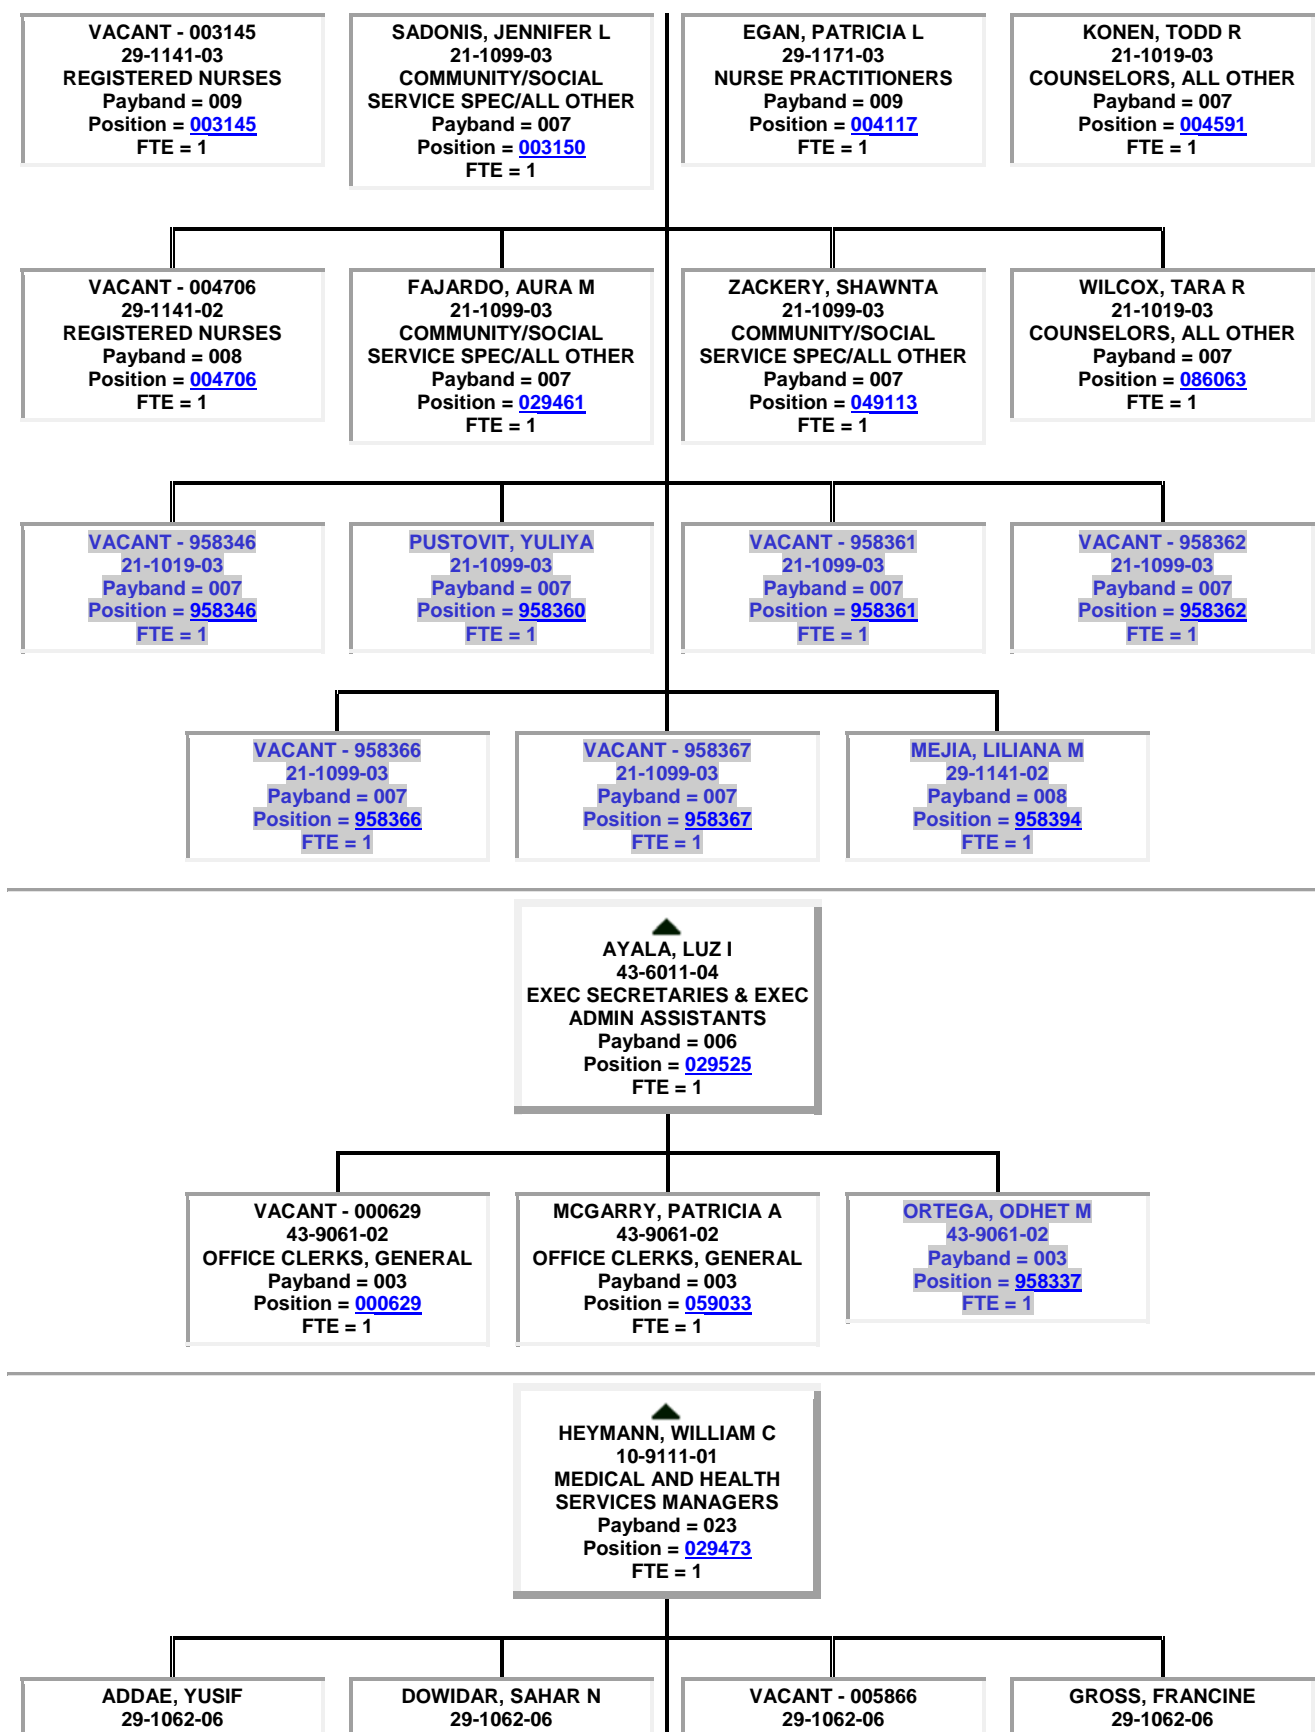 VACANT - 003145
29-1141-03
REGISTERED NURSES
Payband = 009
Position = 003145
FTE = 1
SADONIS, JENNIFER L
21-1099-03
COMMUNITY/SOCIAL
SERVICE SPEC/ALL OTHER
Payband = 007
Position = 003150
FTE = 1
EGAN, PATRICIA L
29-1171-03
NURSE PRACTITIONERS
Payband = 009
Position = 004117
FTE = 1
KONEN, TODD R
21-1019-03
COUNSELORS, ALL OTHER
Payband = 007
Position = 004591
FTE = 1
VACANT - 004706
29-1141-02
REGISTERED NURSES
Payband = 008
Position = 004706
FTE = 1
FAJARDO, AURA M
21-1099-03
COMMUNITY/SOCIAL
SERVICE SPEC/ALL OTHER
Payband = 007
Position = 029461
FTE = 1
ZACKERY, SHAWNTA
21-1099-03
COMMUNITY/SOCIAL
SERVICE SPEC/ALL OTHER
Payband = 007
Position = 049113
FTE = 1
WILCOX, TARA R
21-1019-03
COUNSELORS, ALL OTHER
Payband = 007
Position = 086063
FTE = 1
VACANT - 958346
21-1019-03
Payband = 007
Position = 958346
FTE = 1
PUSTOVIT, YULIYA
21-1099-03
Payband = 007
Position = 958360
FTE = 1
VACANT - 958361
21-1099-03
Payband = 007
Position = 958361
FTE = 1
VACANT - 958362
21-1099-03
Payband = 007
Position = 958362
FTE = 1
VACANT - 958366
21-1099-03
Payband = 007
Position = 958366
FTE = 1
VACANT - 958367
21-1099-03
Payband = 007
Position = 958367
FTE = 1
MEJIA, LILIANA M
29-1141-02
Payband = 008
Position = 958394
FTE = 1
AYALA, LUZ I
43-6011-04
EXEC SECRETARIES & EXEC
ADMIN ASSISTANTS
Payband = 006
Position = 029525
FTE = 1
VACANT - 000629
43-9061-02
OFFICE CLERKS, GENERAL
Payband = 003
Position = 000629
FTE = 1
MCGARRY, PATRICIA A
43-9061-02
OFFICE CLERKS, GENERAL
Payband = 003
Position = 059033
FTE = 1
ORTEGA, ODHET M
43-9061-02
Payband = 003
Position = 958337
FTE = 1
HEYMANN, WILLIAM C
10-9111-01
MEDICAL AND HEALTH
SERVICES MANAGERS
Payband = 023
Position = 029473
FTE = 1
ADDAE, YUSIF
29-1062-06
DOWIDAR, SAHAR N
29-1062-06
VACANT - 005866
29-1062-06
GROSS, FRANCINE
29-1062-06